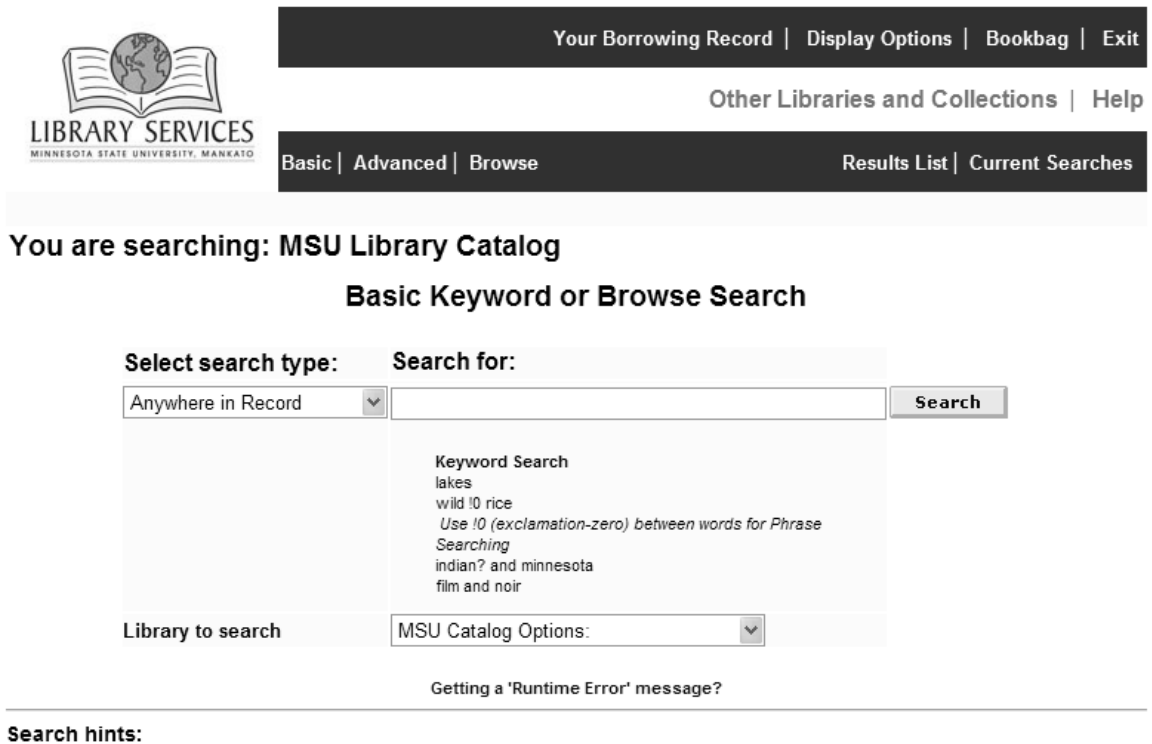 LIBRARY SERVICES
MINNESOTA STATE UNIVERSITY, MANKATO
Your Borrowing Record | Display Options | Bookbag | Exit
Other Libraries and Collections | Help
Basic | Advanced | Browse
Results List | Current Searches
You are searching: MSU Library Catalog
Basic Keyword or Browse Search
Select search type:
Search for:
Anywhere in Record
Search
Keyword Search
lakes
wild !0 rice
Use !0 (exclamation-zero) between words for Phrase
Searching
indian? and minnesota
film and noir
Library to search
MSU Catalog Options:
Getting a 'Runtime Error' message?
Search hints: